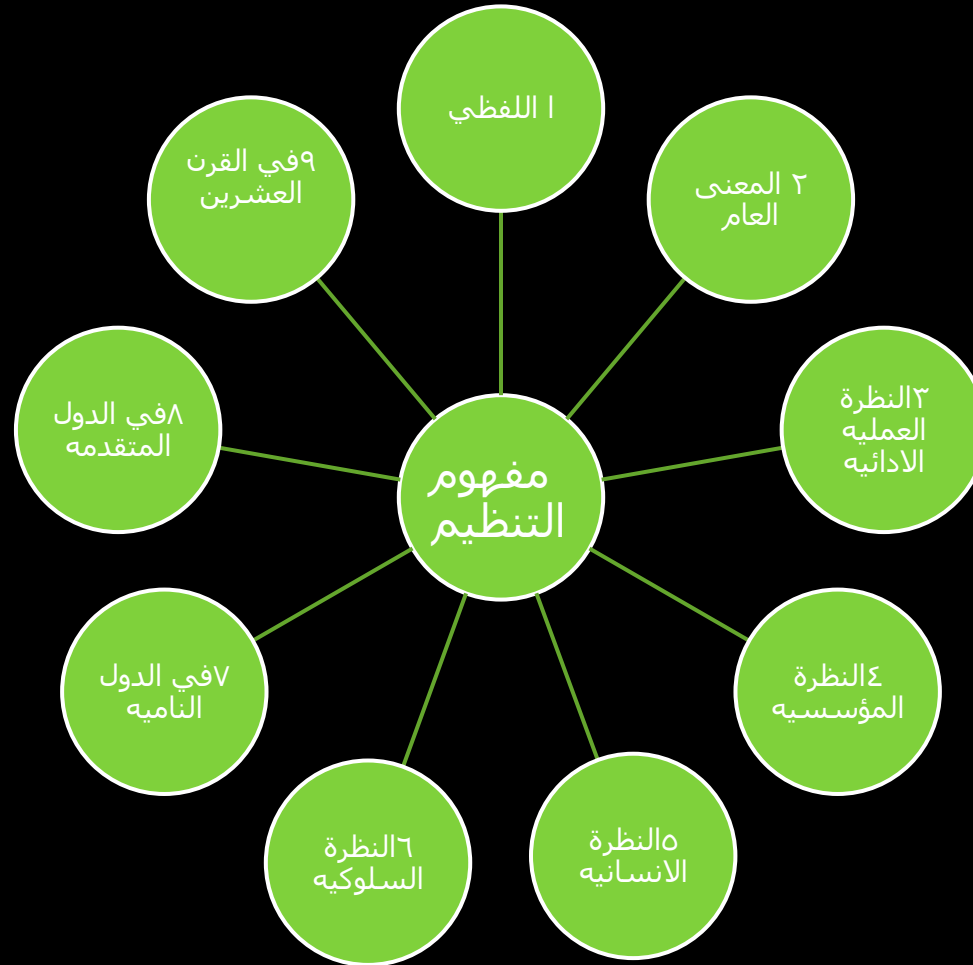 ا اللفظي
٢ المعنى
العام
٣النظرة
العمليه
الادائيه
٤النظرة
المؤسسيه
٥النظرة
الانسانيه
٦النظرة
السلوكيه
٧في الدول
الناميه
٨في الدول
المتقدمه
٩في القرن
العشرين
مفهوم
التنظيم